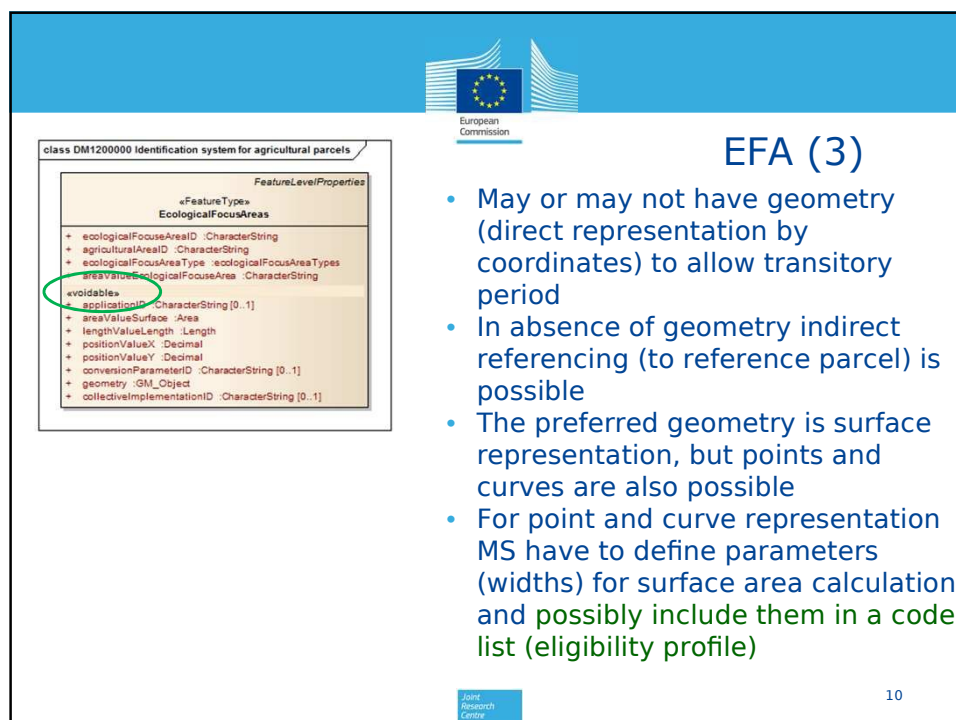 European
Commission
class DM1200000 Identification system for agricultural parcels
FeatureLevelProperties
«FeatureType»
EcologicalFocusAreas
+ ecologicalFocuseAreaID :CharacterString
+ agriculturalAreaID :CharacterString
+ ecologicalFocusAreaType :ecologicalFocusAreaTypes
areaValueEcologicalFocuseArea :CharacterString
«voidable»
+ applicationID :CharacterString [0..1]
+ areaValueSurface :Area
+ lengthValueLength :Length
+ positionValueX :Decimal
+ positionValueY :Decimal
+ conversionParameterID :CharacterString [0..1]
+ geometry :GM_Object
+ collectiveImplementationID :CharacterString [0..1]
EFA (3)
• May or may not have geometry
(direct representation by
coordinates) to allow transitory
period
• In absence of geometry indirect
referencing (to reference parcel) is
possible
• The preferred geometry is surface
representation, but points and
curves are also possible
• For point and curve representation
MS have to define parameters
(widths) for surface area calculation
and possibly include them in a code
list (eligibility profile)
Joint
Research
Centre
10